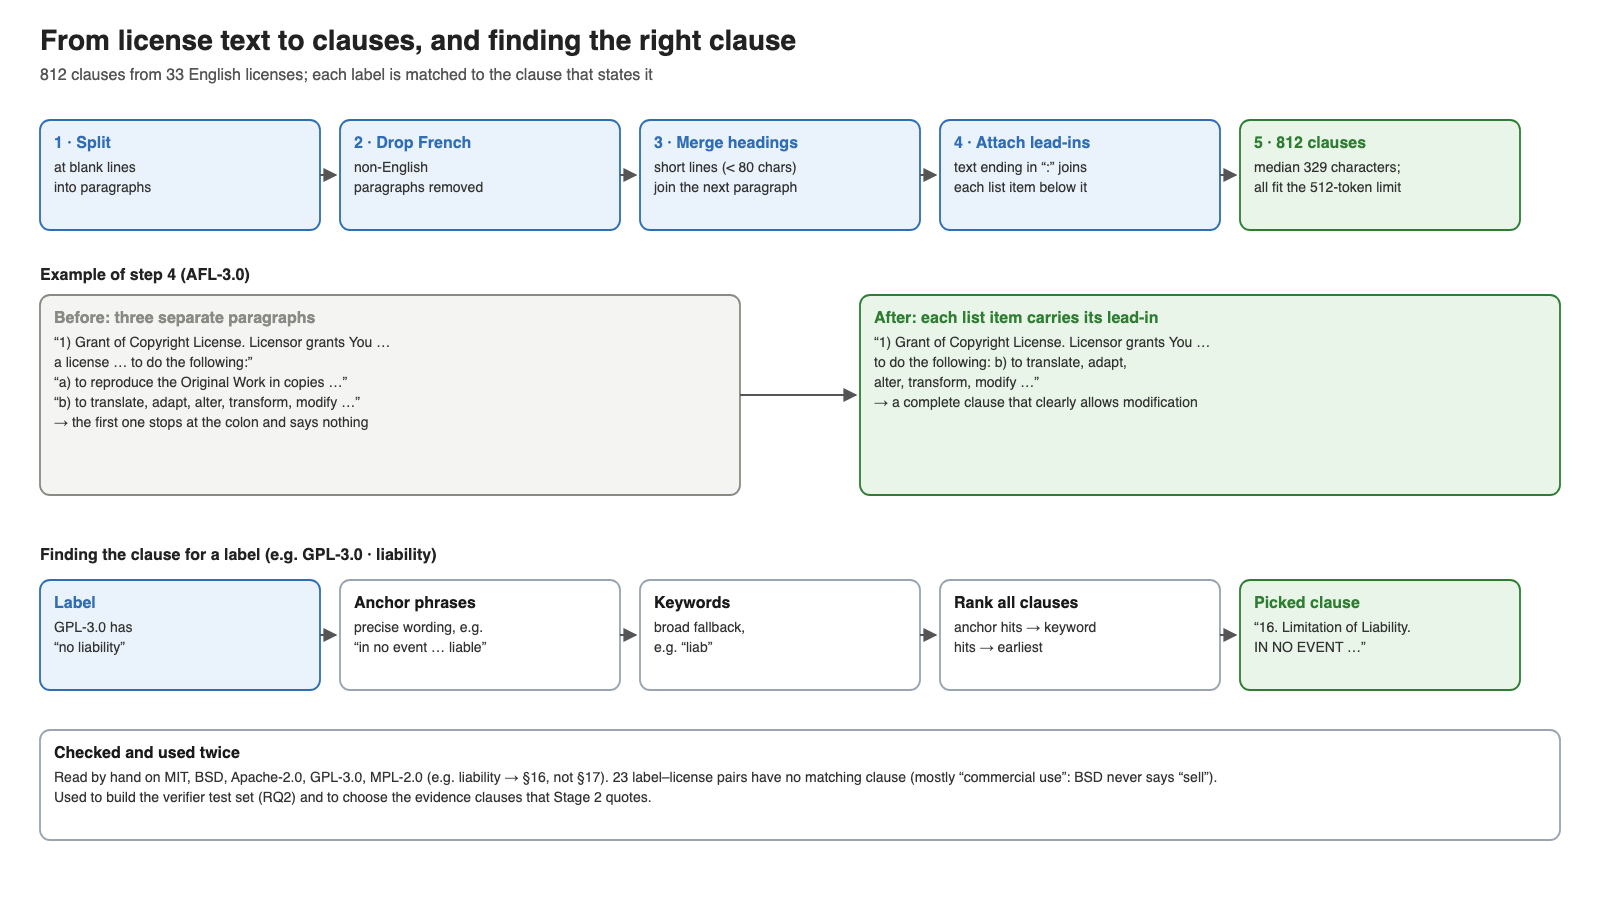 From license text to clauses, and finding the right clause
812 clauses from 33 English licenses; each label is matched to the clause that states it
1 · Split
at blank lines
into paragraphs
2 · Drop French
non-English
paragraphs removed
3 · Merge headings
short lines (< 80 chars)
join the next paragraph
4 · Attach lead-ins
text ending in “:” joins
each list item below it
5 · 812 clauses
median 329 characters;
all fit the 512-token limit
Example of step 4 (AFL-3.0)
Before: three separate paragraphs
“1) Grant of Copyright License. Licensor grants You …
a license … to do the following:”
“a) to reproduce the Original Work in copies …”
“b) to translate, adapt, alter, transform, modify …”
→ the first one stops at the colon and says nothing
After: each list item carries its lead-in
“1) Grant of Copyright License. Licensor grants You …
to do the following: b) to translate, adapt,
alter, transform, modify …”
→ a complete clause that clearly allows modification
Finding the clause for a label (e.g. GPL-3.0 · liability)
Label
GPL-3.0 has
“no liability”
Anchor phrases
precise wording, e.g.
“in no event … liable”
Keywords
broad fallback,
e.g. “liab”
Rank all clauses
anchor hits → keyword
hits → earliest
Picked clause
“16. Limitation of Liability.
IN NO EVENT …”
Checked and used twice
Read by hand on MIT, BSD, Apache-2.0, GPL-3.0, MPL-2.0 (e.g. liability → §16, not §17). 23 label–license pairs have no matching clause (mostly “commercial use”: BSD never says “sell”).
Used to build the verifier test set (RQ2) and to choose the evidence clauses that Stage 2 quotes.